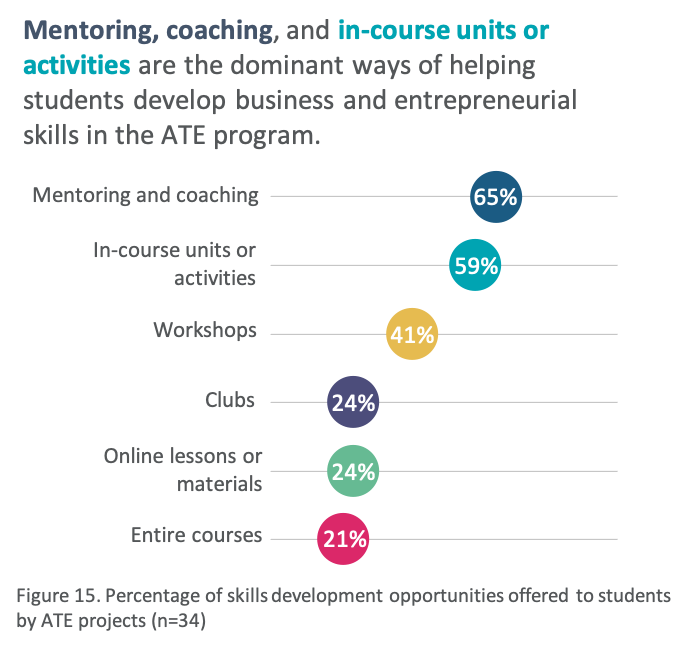 Mentoring, coaching, and in-course units or
activities are the dominant ways of helping
students develop business and entrepreneurial
skills in the ATE program.
Mentoring and coaching
65%
In-course units or
activities
59%
Workshops
41%
Clubs
24%
Online lessons or
materials
24%
Entire courses
21%
Figure 15. Percentage of skills development opportunities offered to students
by ATE projects (n=34)